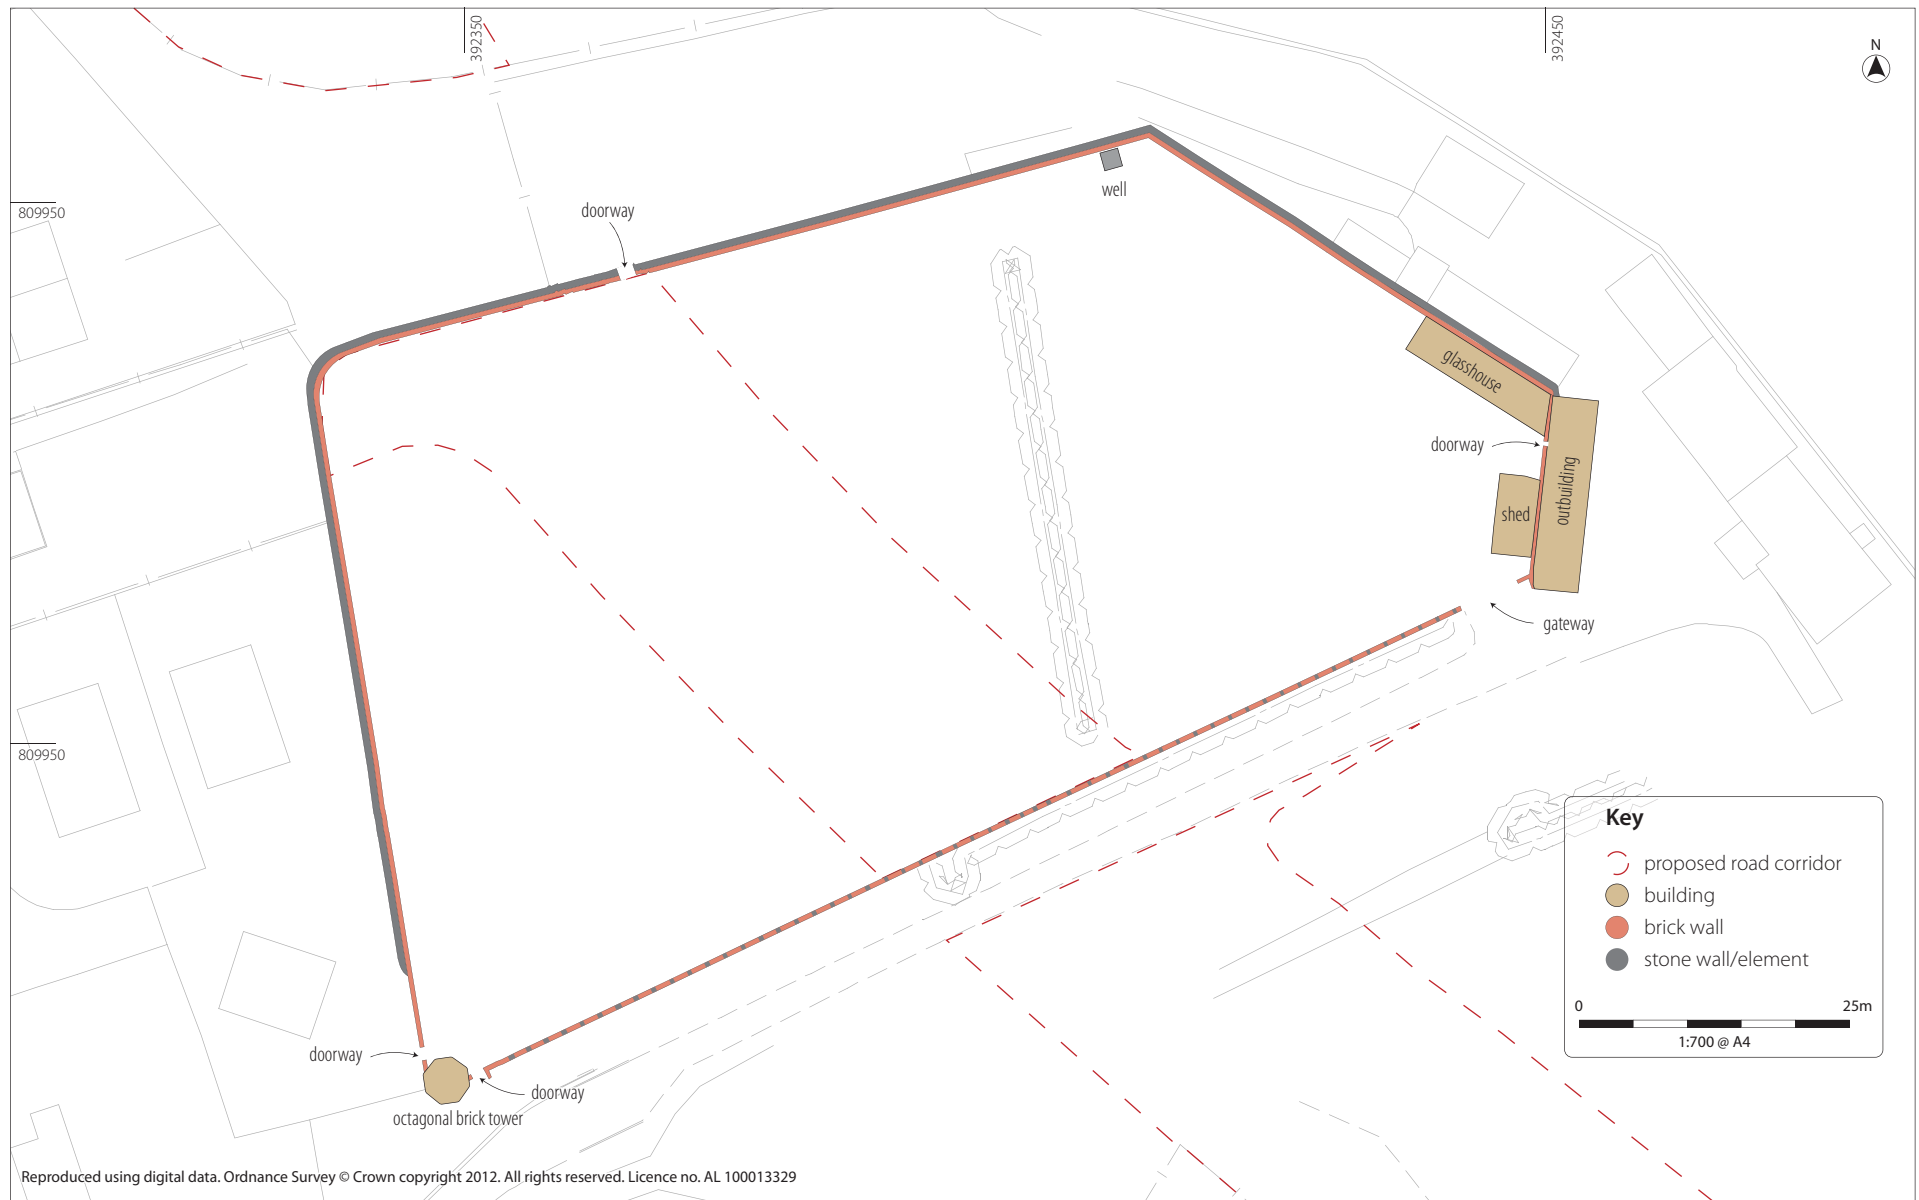 392350
392450
N
809950
doorway
well
glasshouse
doorway
outbuilding
shed
gateway
809950
Key
proposed road corridor
building
brick wall
stone wall/element
0 25m
1:700 @ A4
doorway
doorway
octagonal brick tower
Reproduced using digital data. Ordnance Survey © Crown copyright 2012. All rights reserved. Licence no. AL 100013329